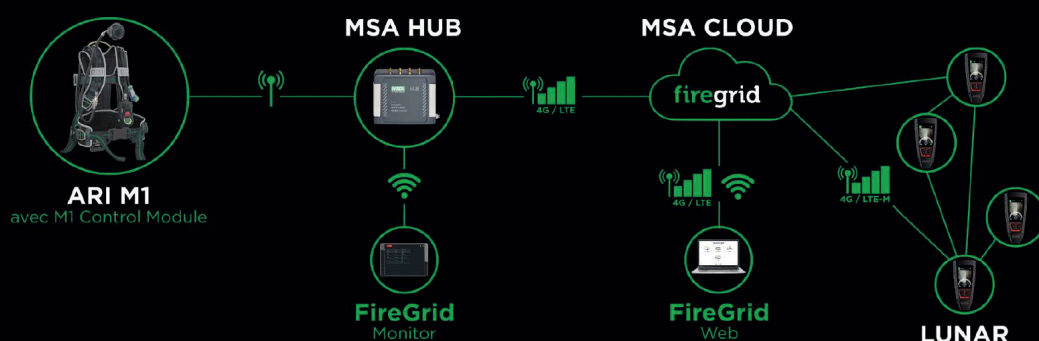 MSA HUB
MSA CLOUD
firegrid
4G / LTE
4G / LTE
4G / LTE-M
ARI M1
avec M1 Control Module
FireGrid
Monitor
FireGrid
Web
LUNAR